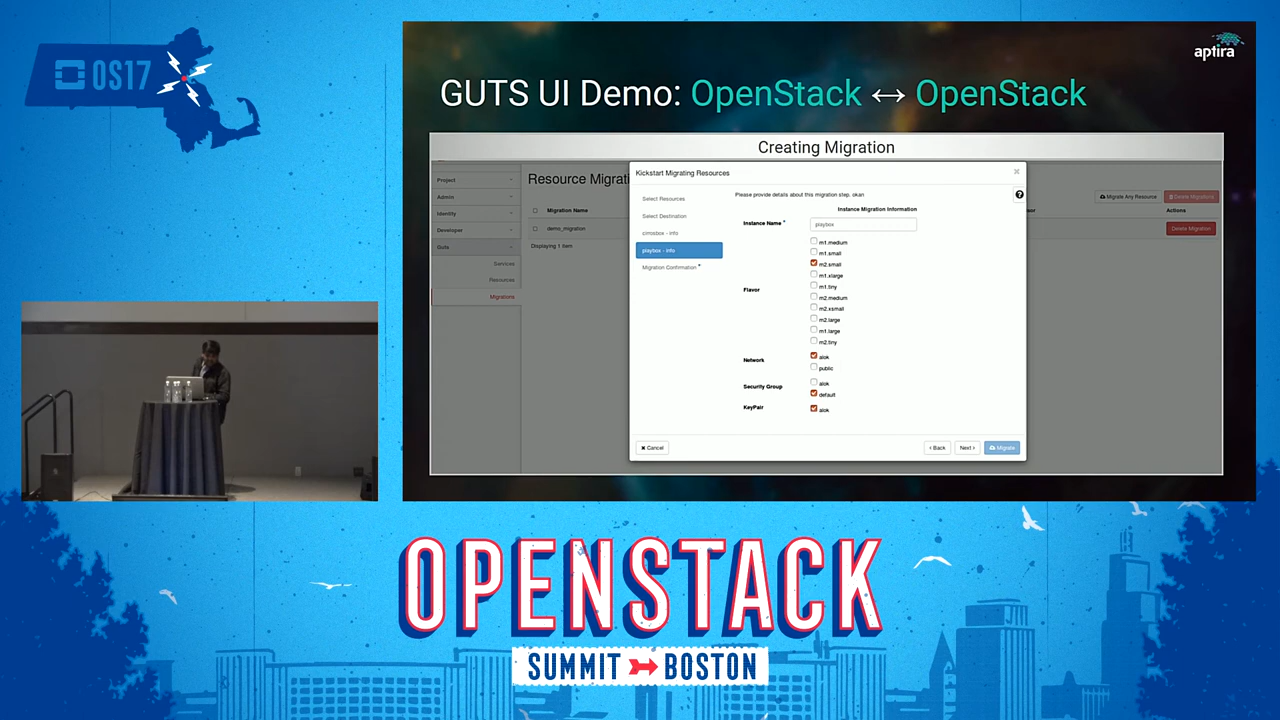 OS17
aptira
GUTS UI Demo: OpenStack ↔ OpenStack
Creating Migration
Project
Admin
Identity
Developer
Guts
Services
Resources
Migrations
Resource Migrati
Migrate Any Resource
Delete Migrations
Migration Name
Actions
demo_migration
Delete Migration
Displaying 1 item
Kickstart Migrating Resources
Select Resources
Select Destination
cirrosbox - info
playbox - info
Migration Confirmation *
Please provide details about this migration step, okan
Instance Migration Information
Instance Name *
playbox
Flavor
m1.medium
m1.small
m2.small
m1.xlarge
m1.tiny
m2.medium
m2.xsmall
m2.large
m1.large
m2.tiny
Network
alok
public
Security Group
alok
default
KeyPair
alok
Cancel
Back
Next
Migrate
OPENSTACK
SUMMIT BOSTON